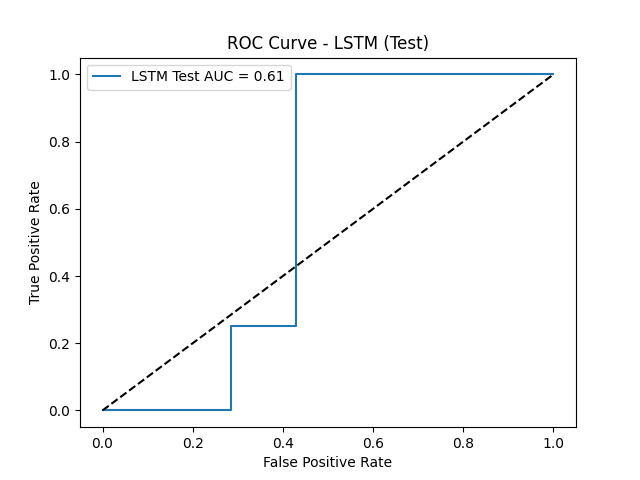 ROC Curve - LSTM (Test)
LSTM Test AUC = 0.61
True Positive Rate
1.0
0.8
0.6
0.4
0.2
0.0
0.0 0.2 0.4 0.6 0.8 1.0
False Positive Rate